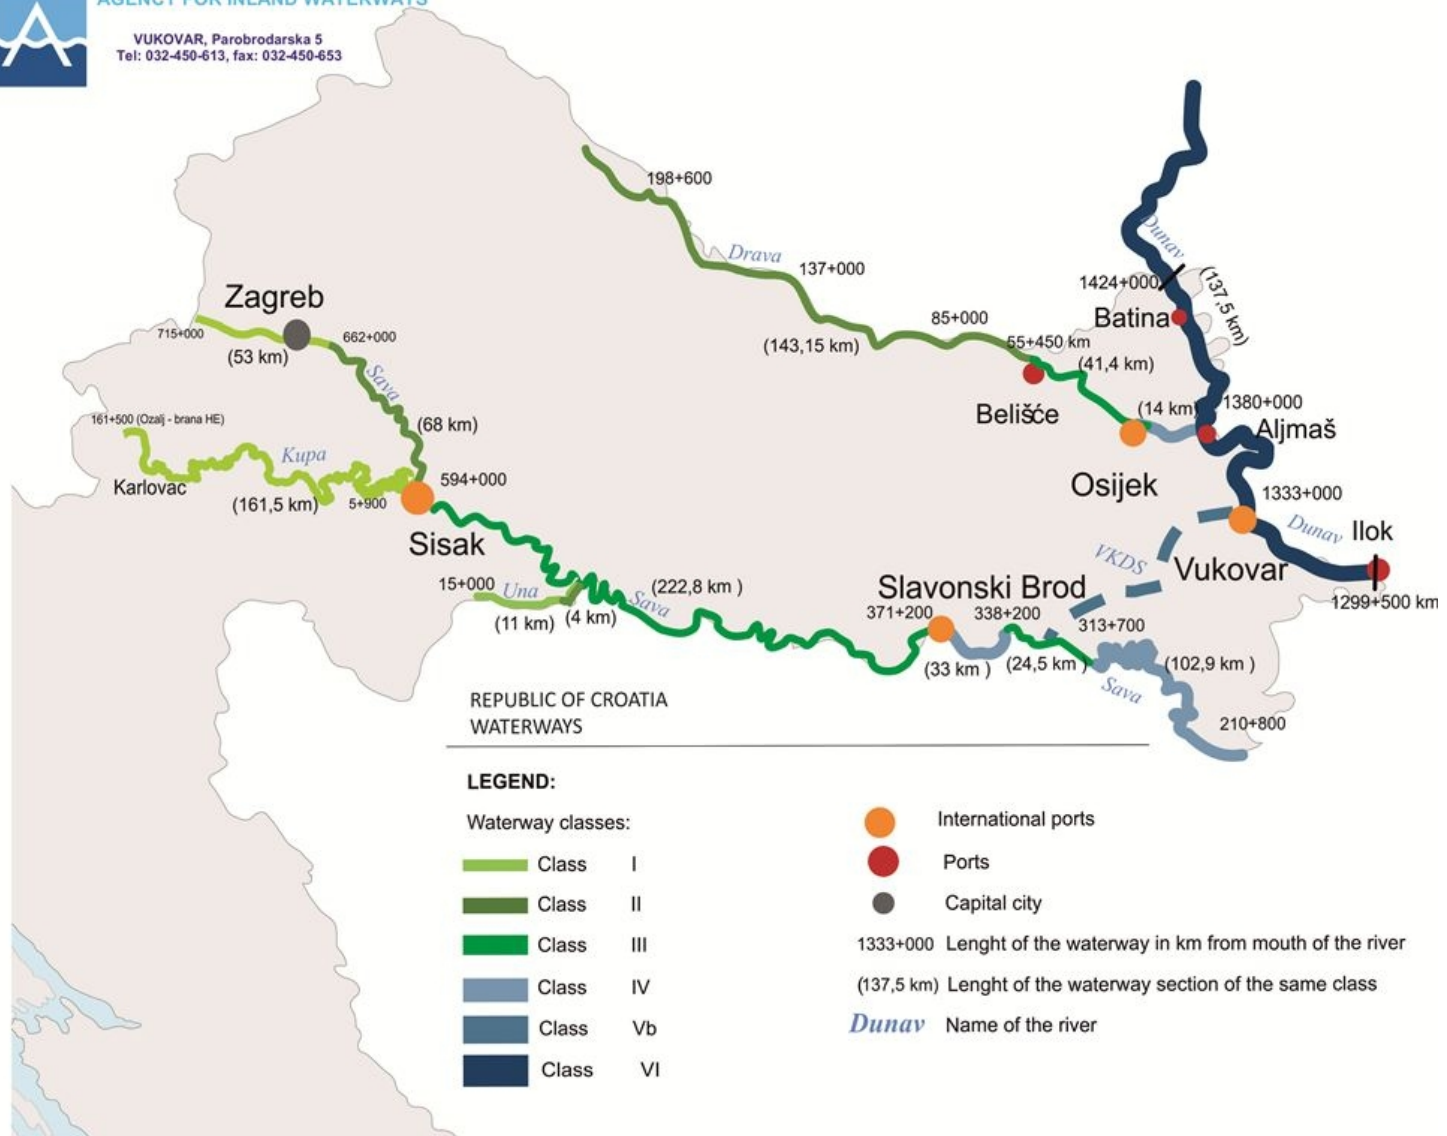 AGENCY FOR INLAND WATERWAYS
VUKOVAR, Parobrodarska 5
Tel: 032-450-613, fax: 032-450-653
198+600
Drava
137+000
Dunav
1424+000
(137,5 km)
Batina
Zagreb
715+000
662+000
(53 km)
Sava
85+000
(143,15 km)
55+450 km
(41,4 km)
Belišće
(14 km)
1380+000
Aljmaš
161+500 (Ozalj - brana HE)
(68 km)
Kupa
Karlovac
(161,5 km)
5+900
594+000
Sisak
Osijek
1333+000
Dunav
Ilok
VKDS
Vukovar
1299+500 km
15+000
Una
(11 km)
(4 km)
(222,8 km )
Sava
Slavonski Brod
371+200
338+200
313+700
(33 km )
(24,5 km )
(102,9 km )
Sava
210+800
REPUBLIC OF CROATIA
WATERWAYS
LEGEND:
Waterway classes:
Class I
Class II
Class III
Class IV
Class Vb
Class VI
International ports
Ports
Capital city
1333+000 Lenght of the waterway in km from mouth of the river
(137,5 km) Lenght of the waterway section of the same class
Dunav Name of the river